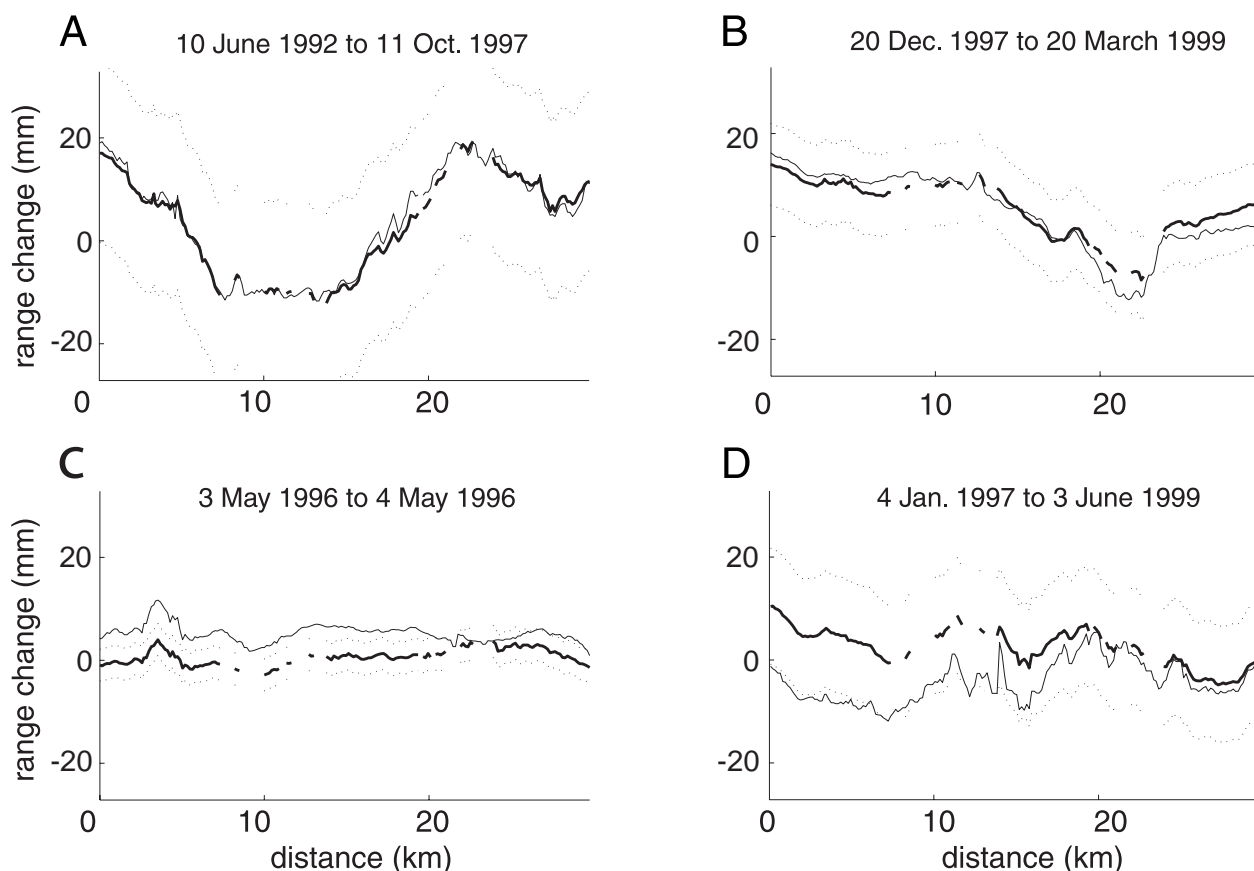 A
10 June 1992 to 11 Oct. 1997
range change (mm)
20
0
-20
0
10
20
B
20 Dec. 1997 to 20 March 1999
20
0
-20
0
10
20
C
3 May 1996 to 4 May 1996
range change (mm)
20
0
-20
0
10
20
distance (km)
D
4 Jan. 1997 to 3 June 1999
20
0
-20
0
10
20
distance (km)